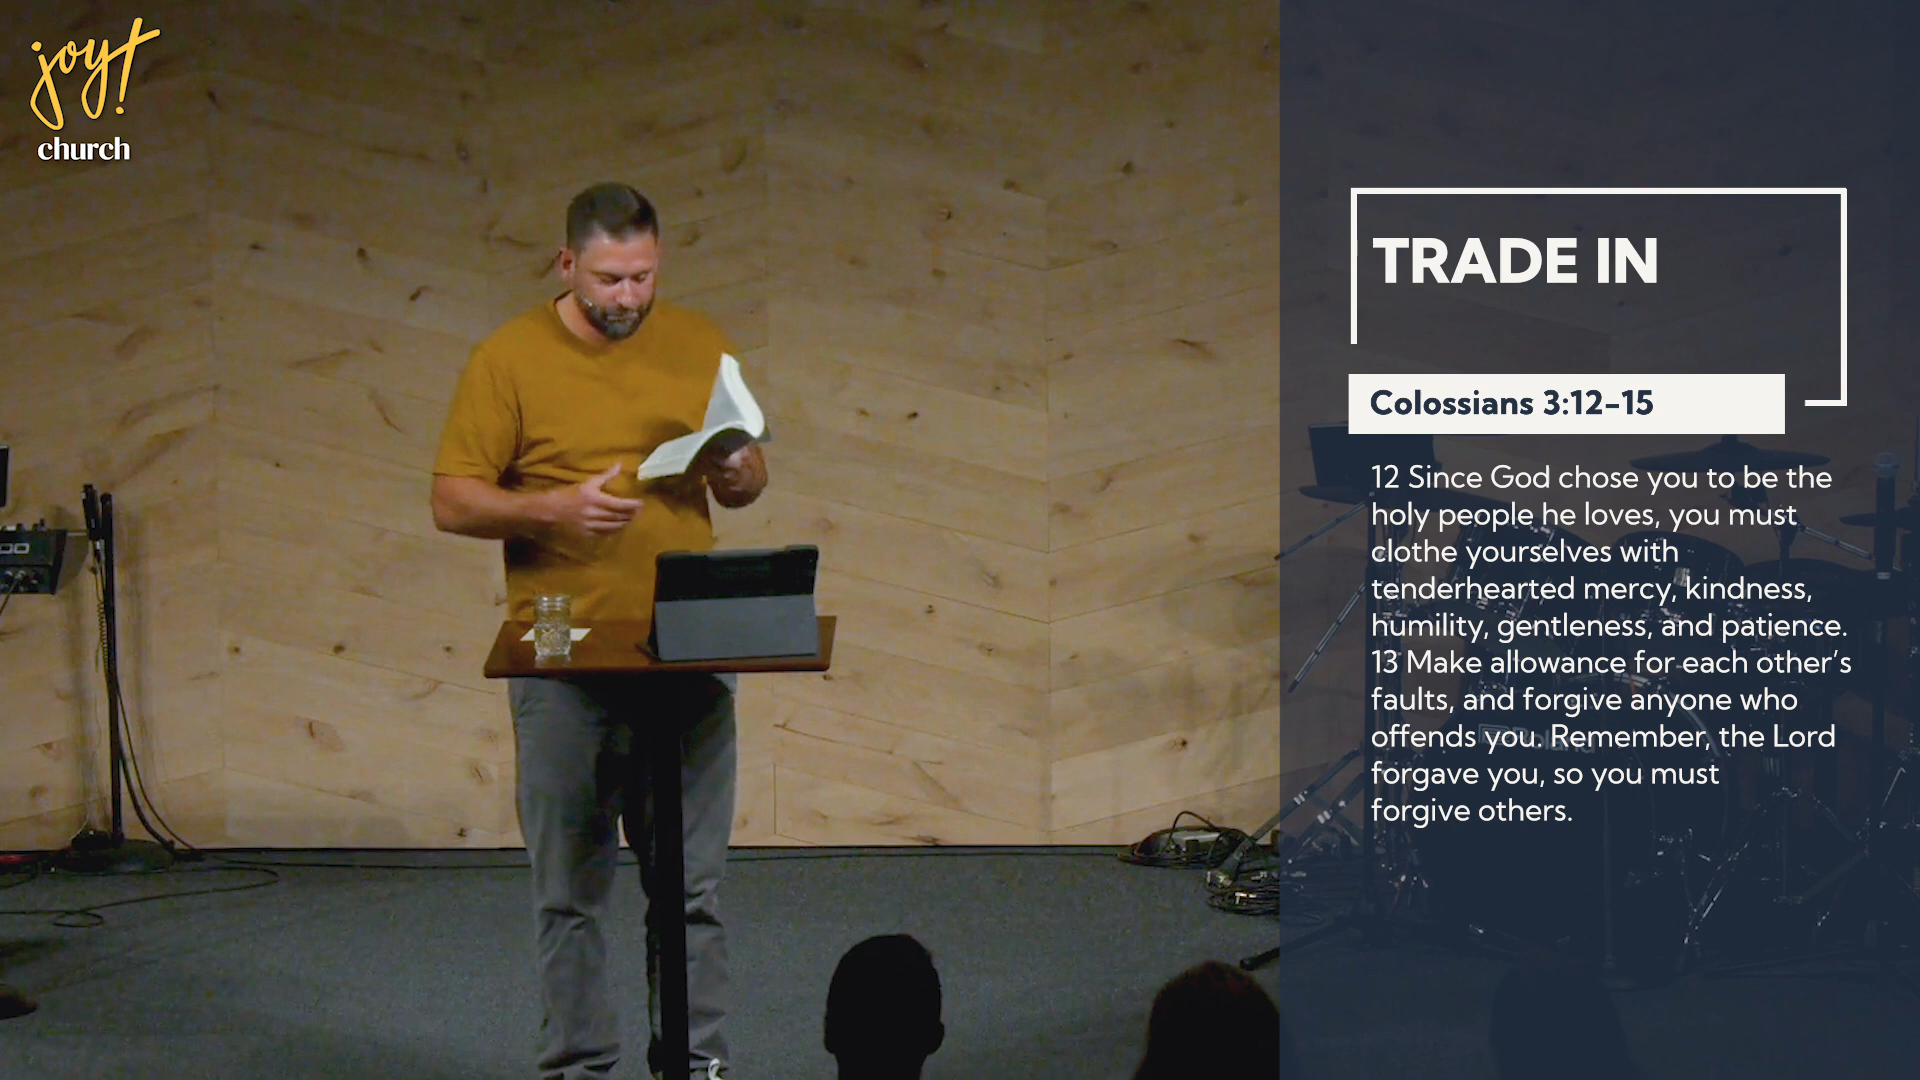 joy!
church
TRADE IN
Colossians 3:12-15
12 Since God chose you to be the
holy people he loves, you must
clothe yourselves with
tenderhearted mercy, kindness,
humility, gentleness, and patience.
13 Make allowance for each other’s
faults, and forgive anyone who
offends you. Remember, the Lord
forgave you, so you must
forgive others.
Roland